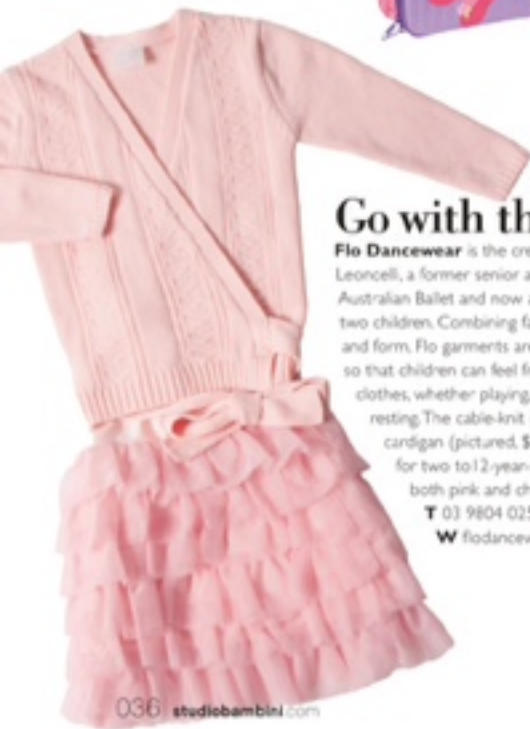 Go with th
Flo Dancewear is the cre
Leoncell, a former senior a
Australian Ballet and now a
two children. Combining fa
and form, Flo garments are
so that children can feel f
clothes, whether playing,
resting. The cable-knit
cardigan (pictured, $
for two to12-year-
both pink and ch
T 03 9804 025
W flodancew
036 studiobambini.com